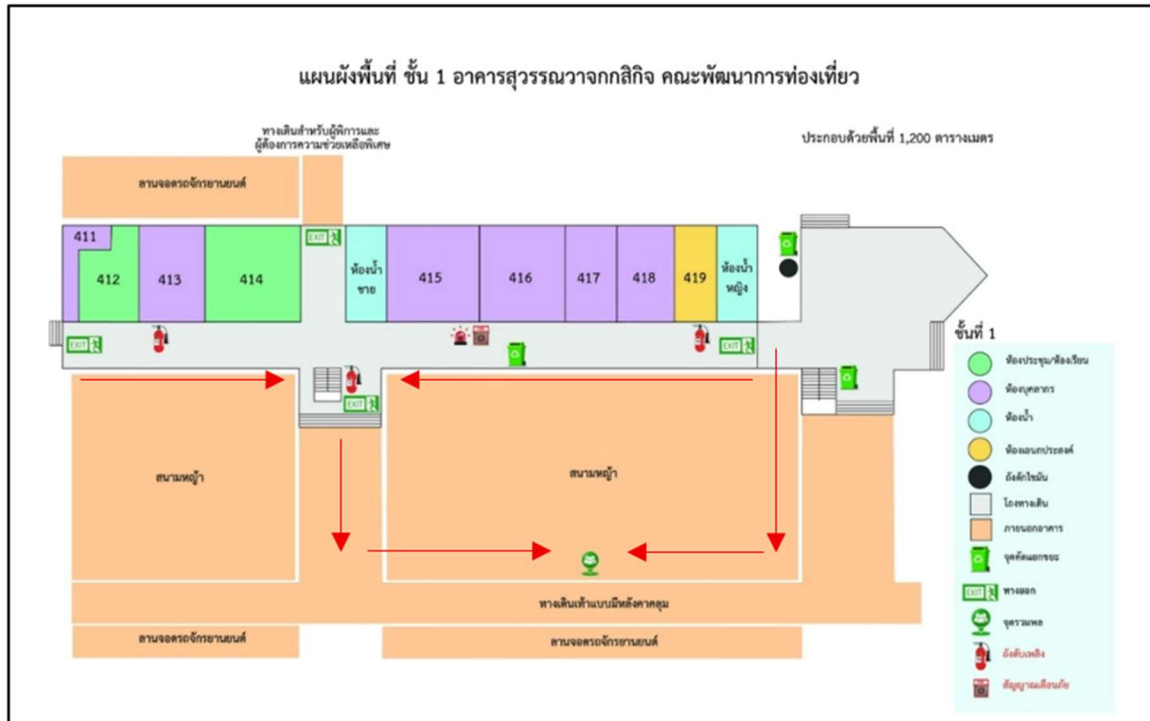 แผนผังพื้นที่ ชั้น 1 อาคารสุวรรณวาจกกสิกิจ คณะพัฒนาการท่องเที่ยว
ทางเดินสำหรับผู้พิการและ
ผู้ต้องการความช่วยเหลือพิเศษ
ประกอบด้วยพื้นที่ 1,200 ตารางเมตร
ลานจอดรถจักรยานยนต์
411
412
413
414
EXIT
ห้องน้ำ
ชาย
415
416
417
418
419
ห้องน้ำ
หญิง
EXIT
EXIT
EXIT
สนามหญ้า
สนามหญ้า
ทางเดินเท้าแบบมีหลังคาคลุม
ลานจอดรถจักรยานยนต์
ลานจอดรถจักรยานยนต์
ชั้นที่ 1
ห้องประชุม/ห้องเรียน
ห้องบุคลากร
ห้องน้ำ
ห้องอเนกประสงค์
ถังดักไขมัน
โถงทางเดิน
ภายนอกอาคาร
จุดคัดแยกขยะ
EXIT ทางออก
จุดรวมพล
ถังดับเพลิง
สัญญาณเตือนภัย